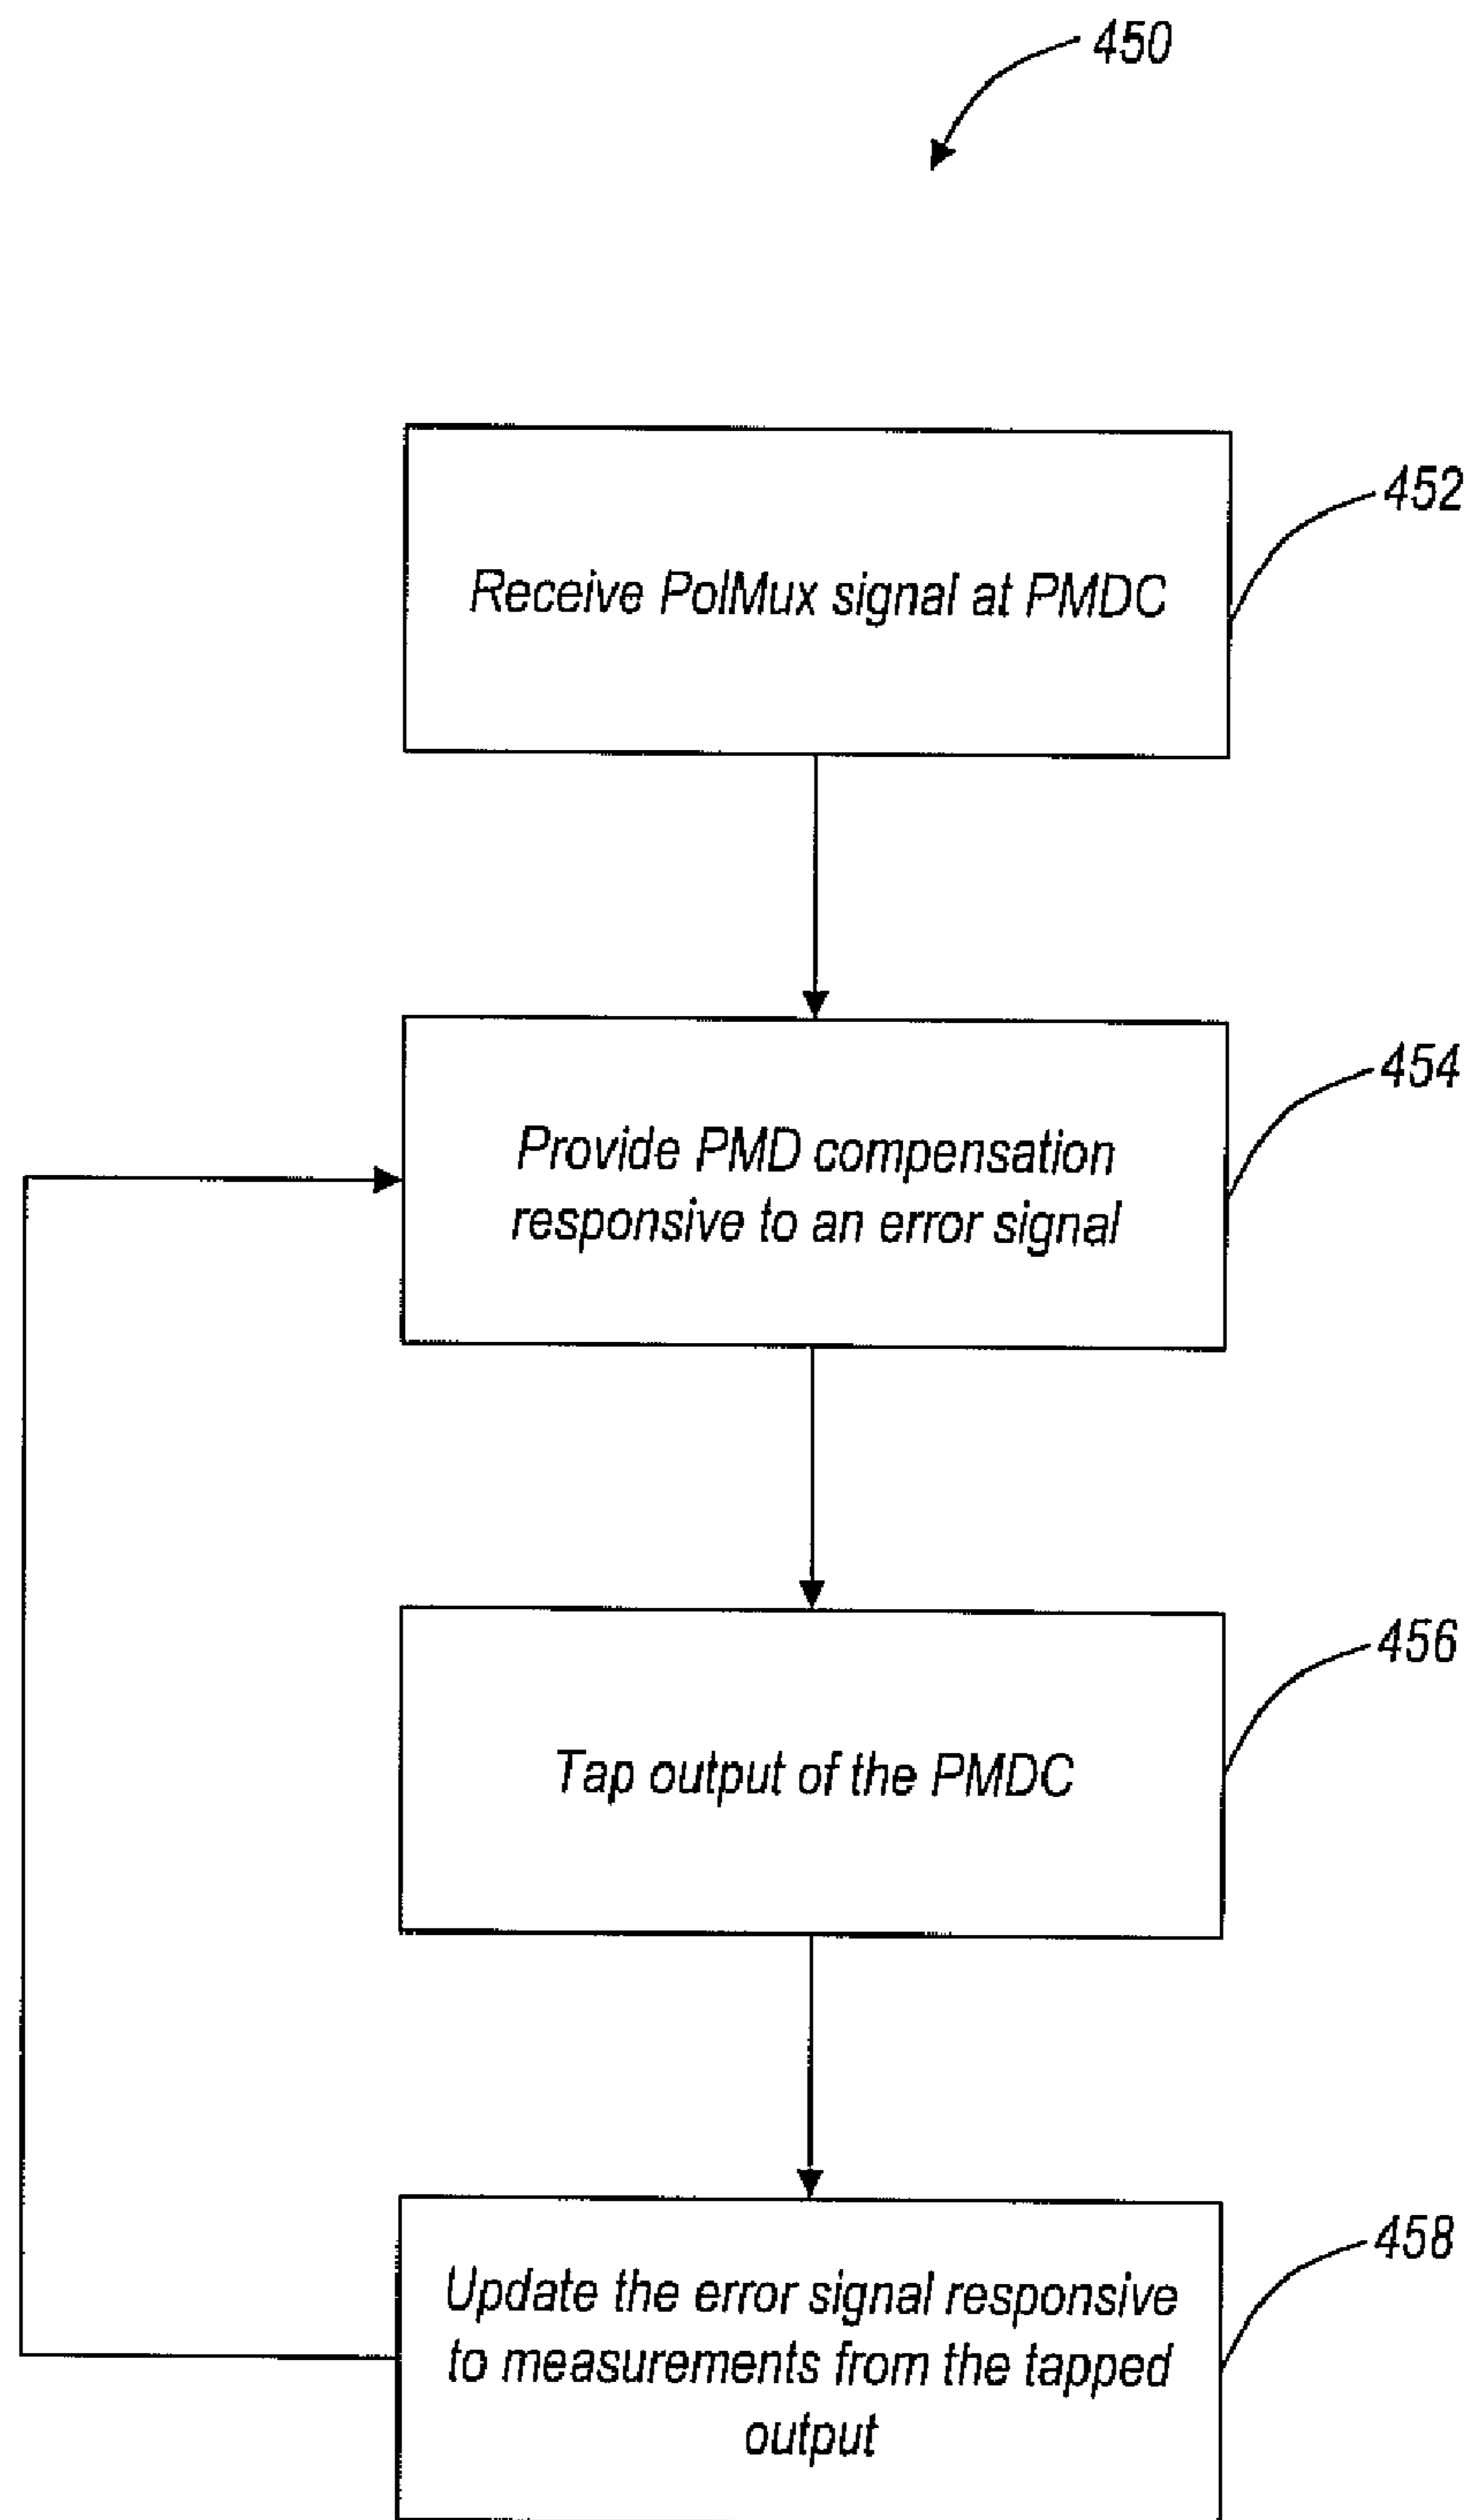 450
452
Receive PolMux signal at PMDC
454
Provide PMD compensation
responsive to an error signal
456
Tap output of the PMDC
458
Update the error signal responsive
to measurements from the tapped
output